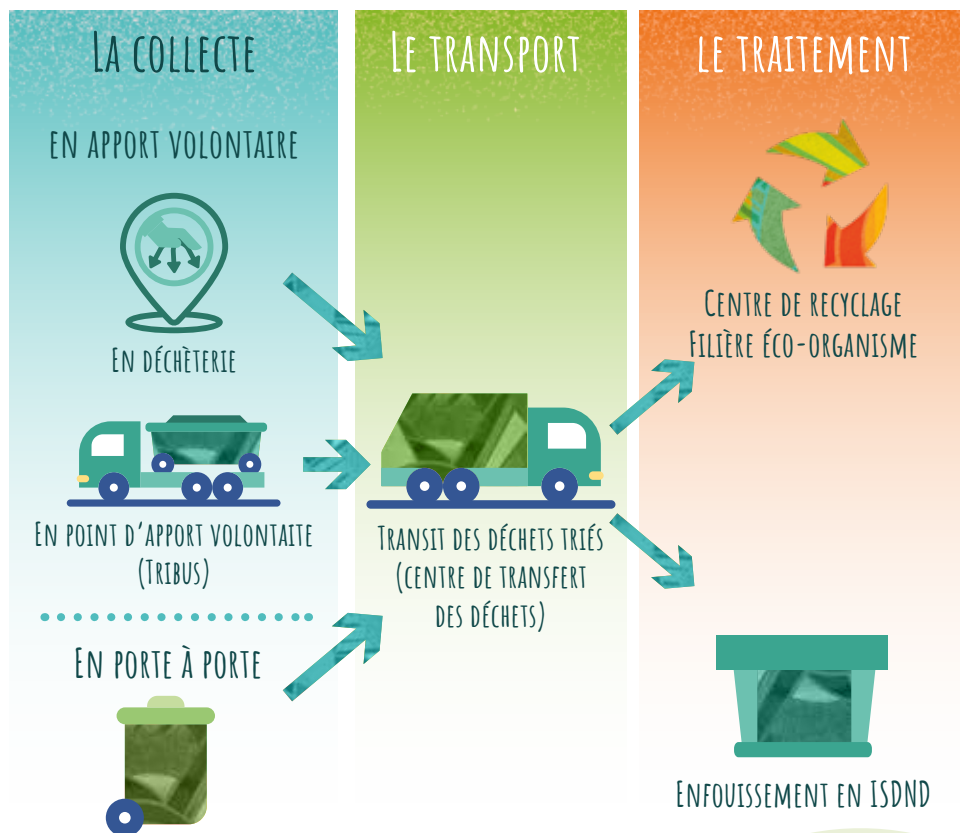 La collecte
en apport volontaire
En déchèterie
En point d'apport volontaite
(Tribus)
En porte à porte
Le transport
Transit des déchets triés
(centre de transfert
des déchets)
Le traitement
Centre de recyclage
Filière éco-organisme
Enfouissement en ISDND